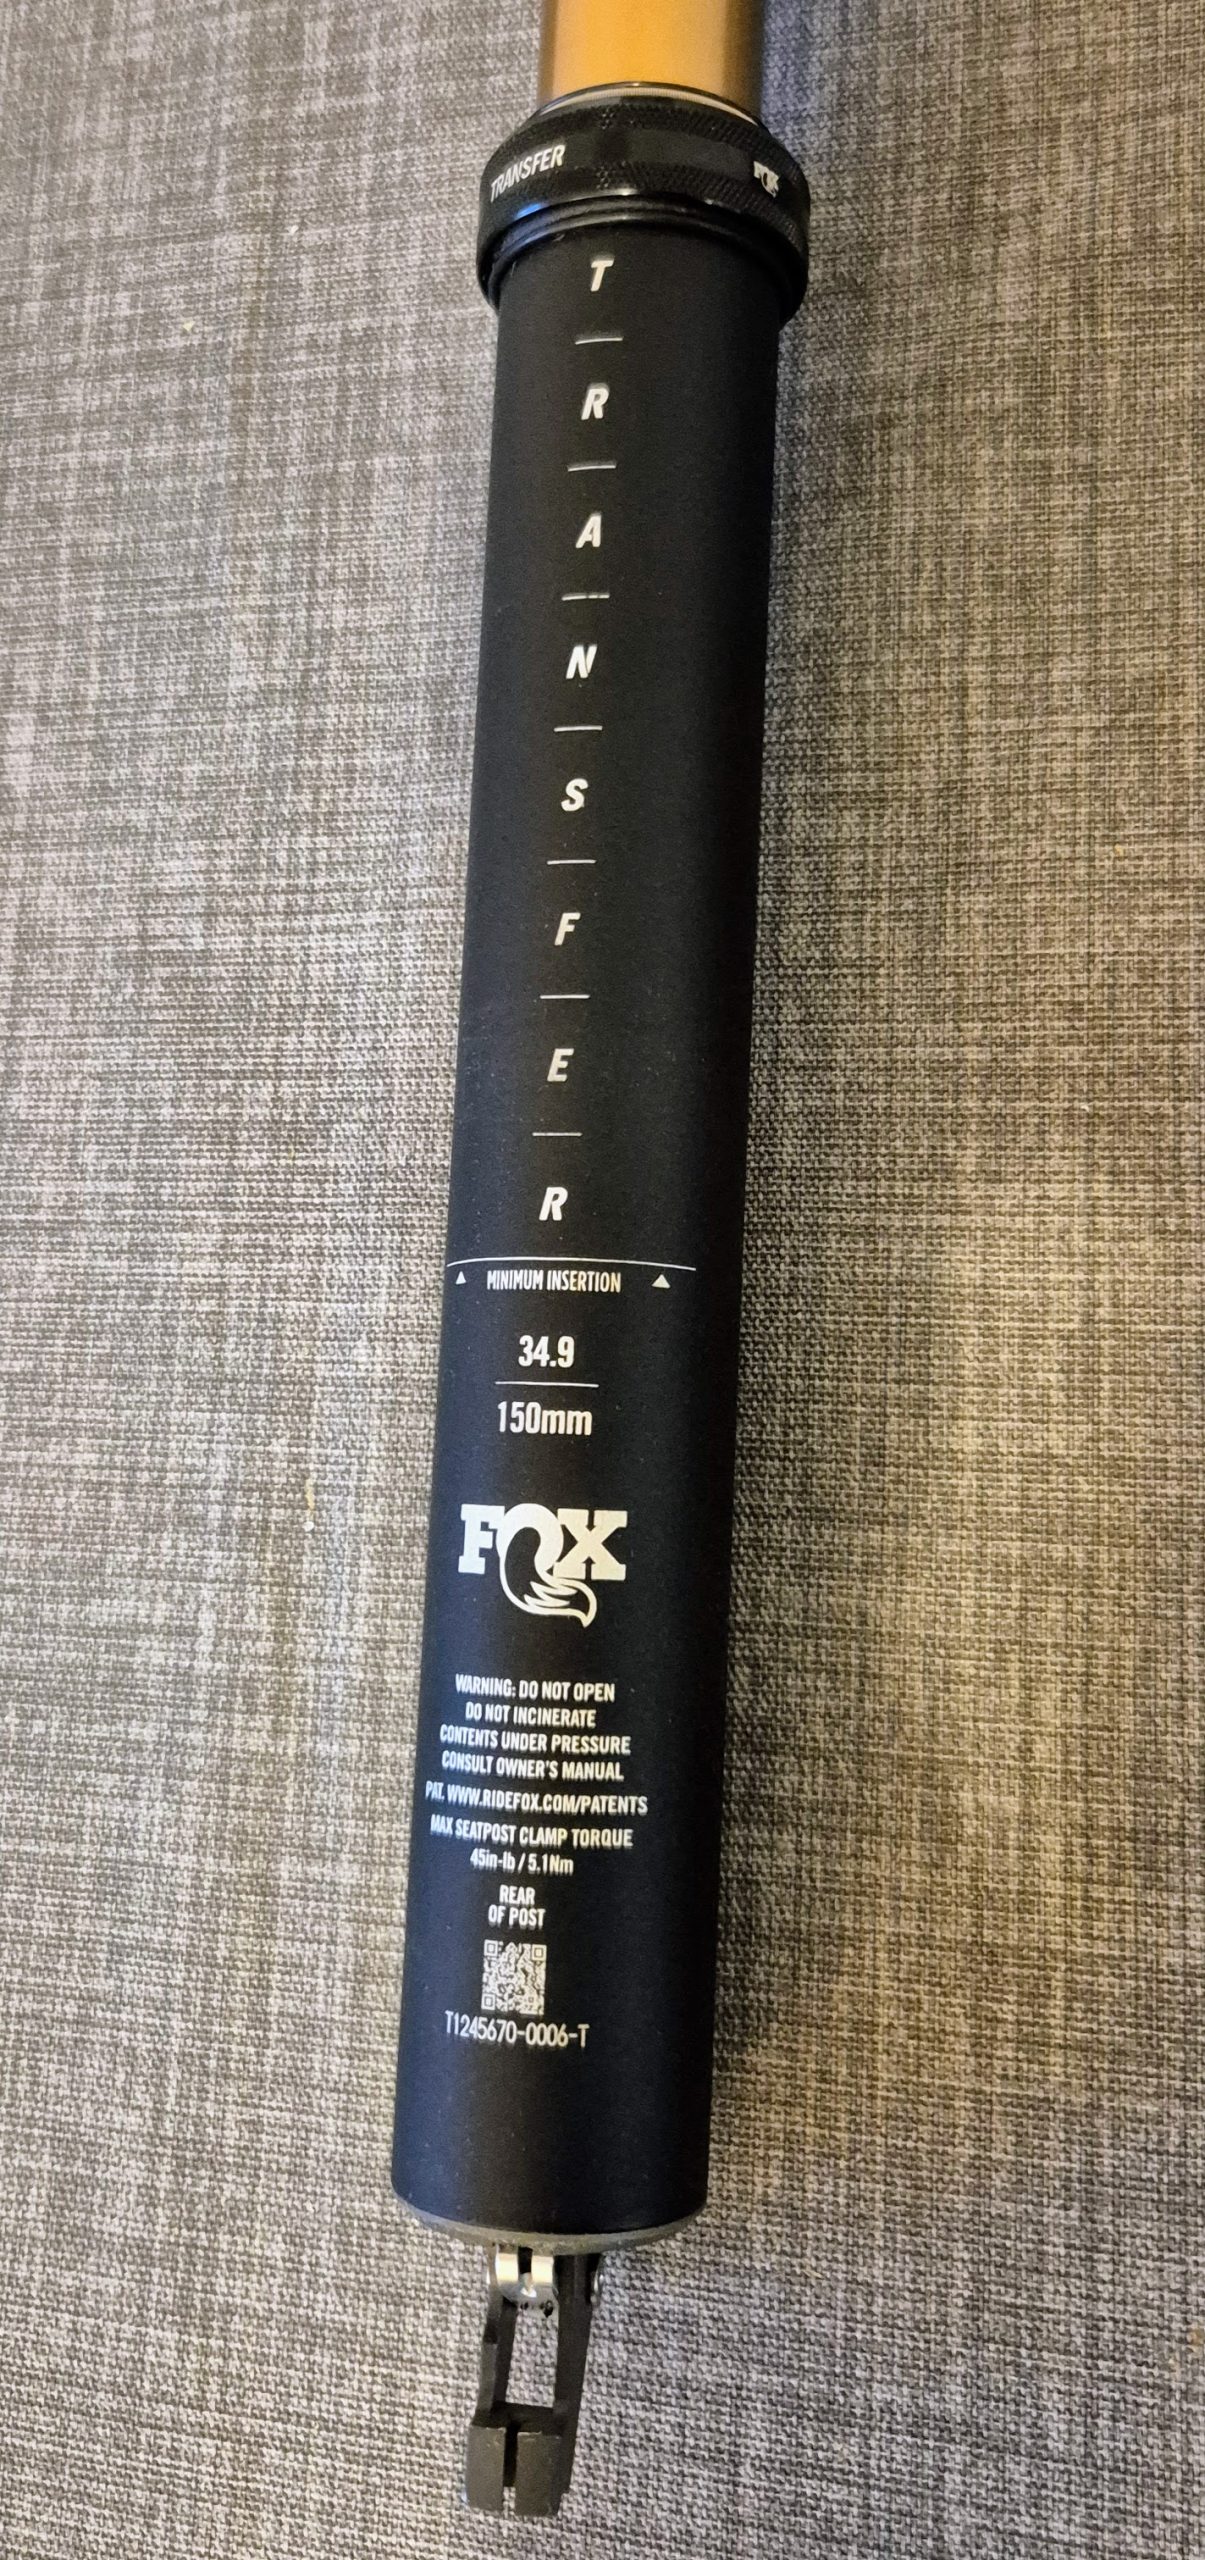 TRANSFER FOX
T
R
A
N
S
F
E
R
MINIMUM INSERTION
34.9
150mm
FOX
WARNING: DO NOT OPEN
DO NOT INCINERATE
CONTENTS UNDER PRESSURE
CONSULT OWNER'S MANUAL
PAT. WWW.RIDEFOX.COM/PATENTS
MAX SEATPOST CLAMP TORQUE
45in-lb / 5.1Nm
REAR
OF POST
T1245670-0006-T